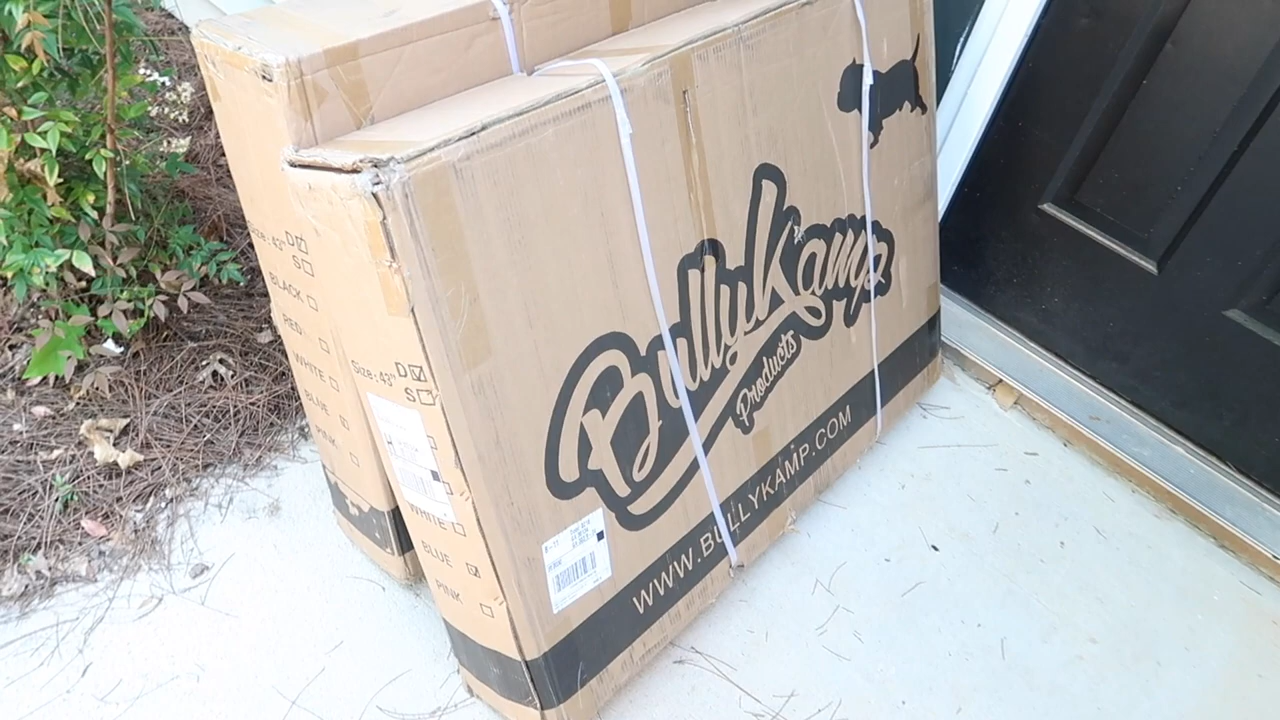 Size: 43" D
S
BLACK
RED
WHITE
BLUE
PINK
Size: 43" D
S
WHITE
BLUE
PINK
BullyKamp
Products
WWW.BULLYKAMP.COM